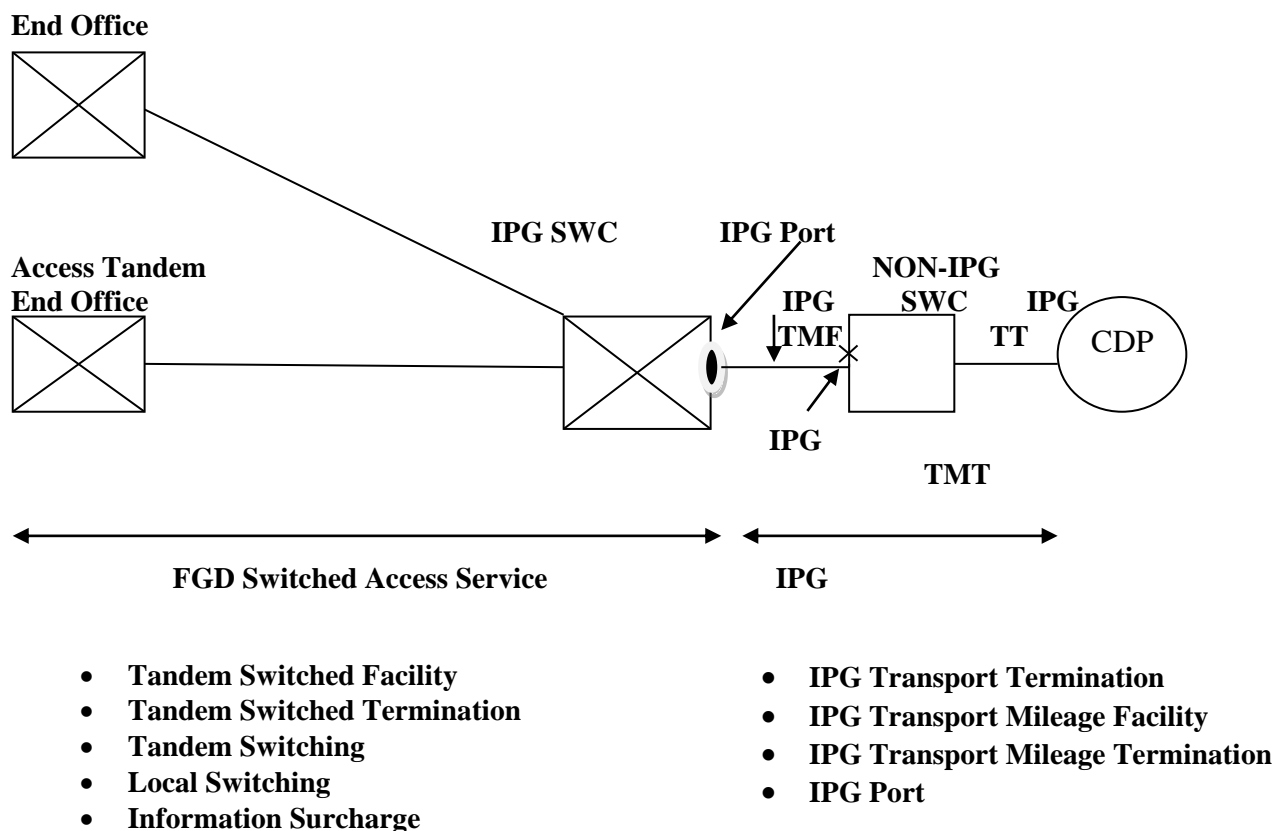 End Office
IPG SWC
IPG Port
Access Tandem
End Office
NON-IPG
SWC
IPG
TMF
IPG
TT
CDP
IPG
TMT
FGD Switched Access Service
IPG
• Tandem Switched Facility
• Tandem Switched Termination
• Tandem Switching
• Local Switching
• Information Surcharge
• IPG Transport Termination
• IPG Transport Mileage Facility
• IPG Transport Mileage Termination
• IPG Port